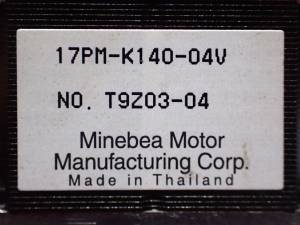 17PM-K140-04V
NO. T9Z03-04
Minebea Motor
Manufacturing Corp.
Made in Thailand